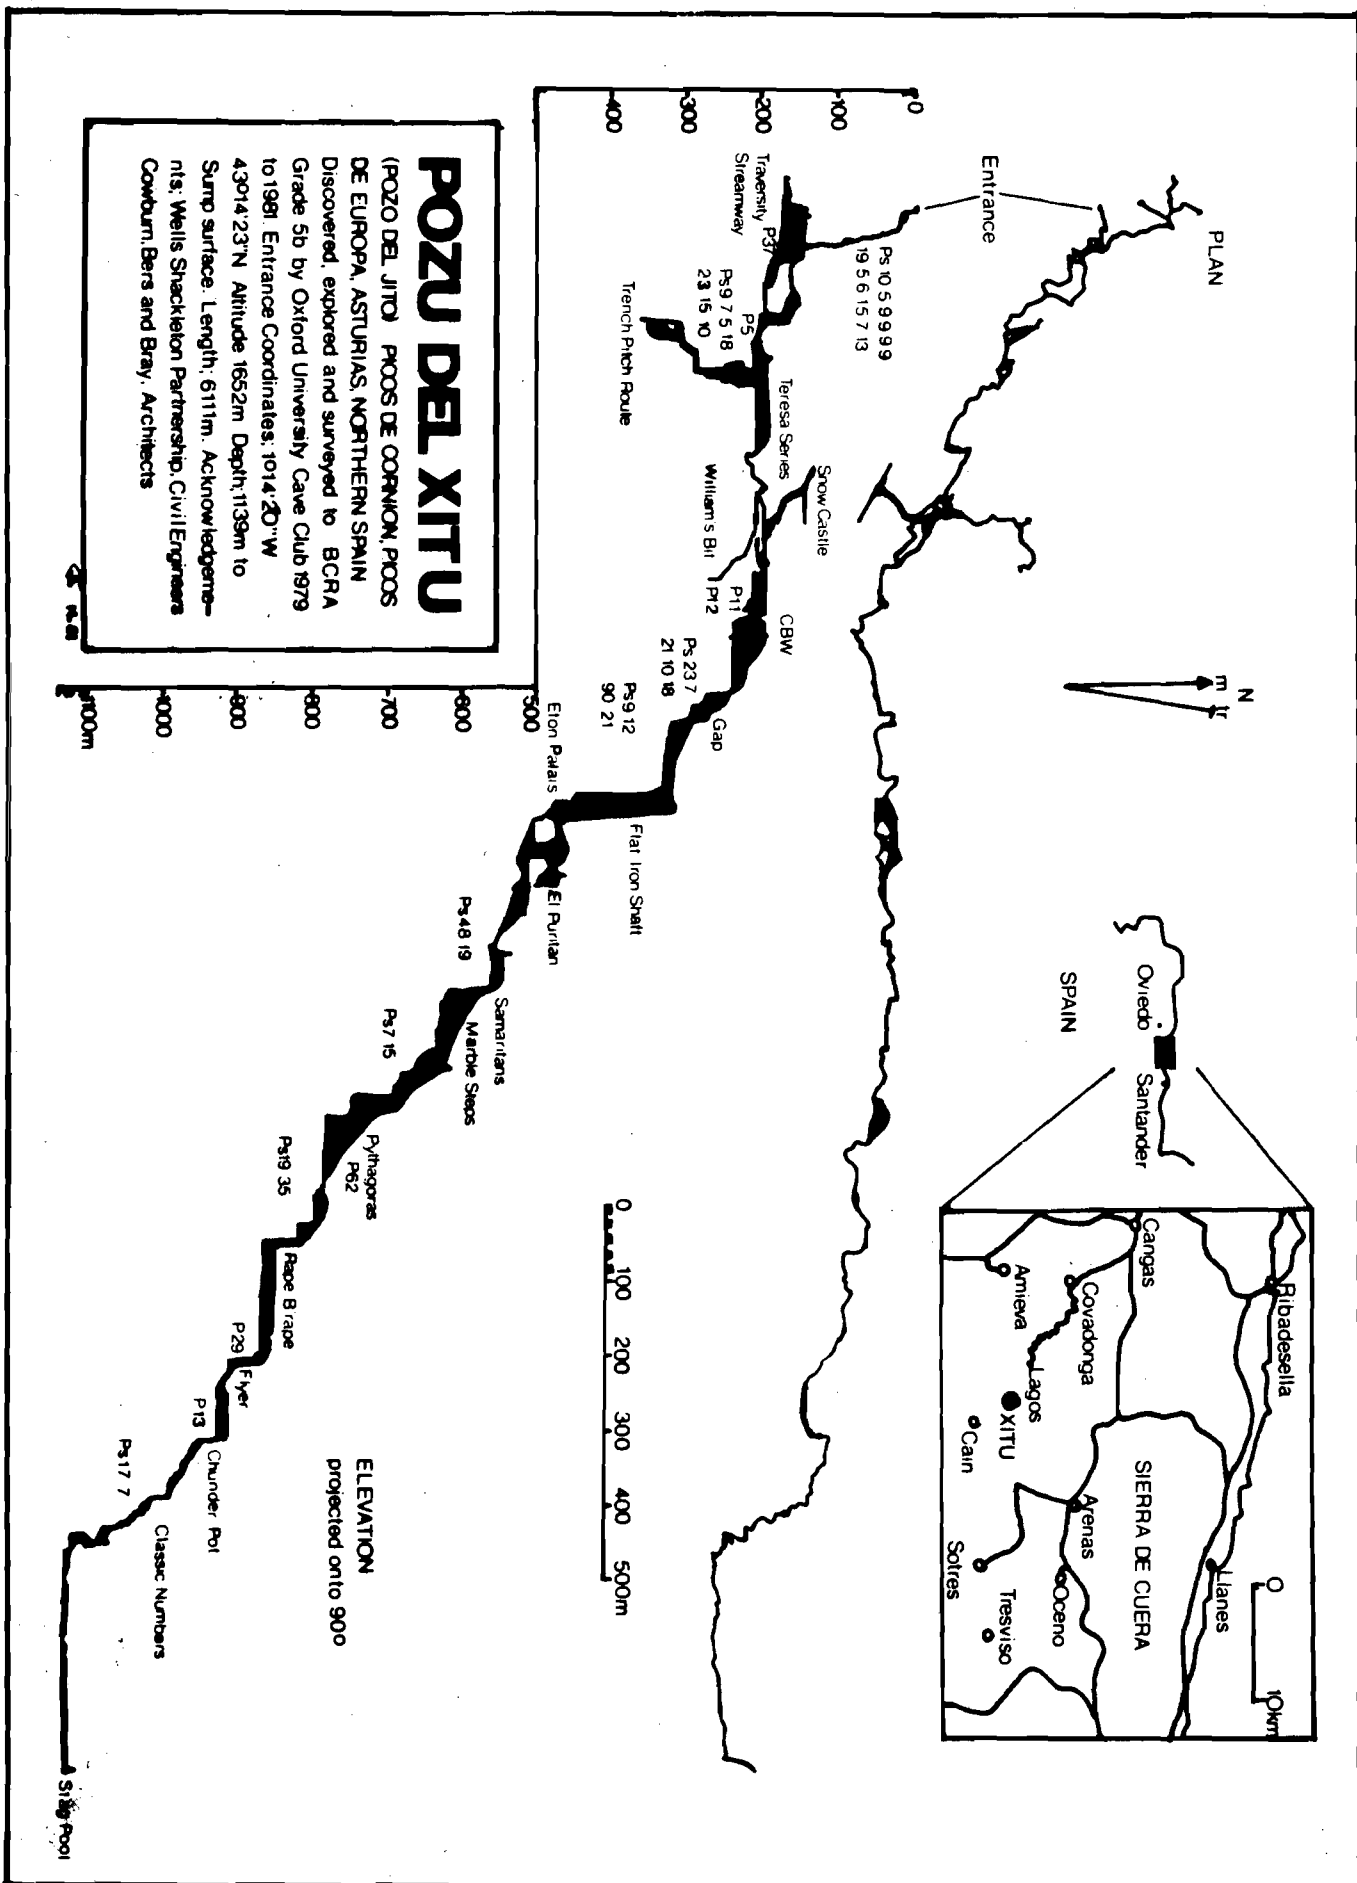 PLAN
Entrance
N
m tr
SPAIN
Oviedo
Santander
Ribadesella
Llanes
0
10km
Cangas
SIERRA DE CUERA
Covadonga
Amieva
Lagos
XITU
Cain
Arenas
Oceno
Sotres
Tresviso
0
-100
-200
-300
-400
500
-600
-700
-800
-900
-1000
-1100m
Ps 10 5 9 9 9 9
19 5 6 15 7 13
Traversity
Streamway
P37
P5
Ps 9 7 5 18
23 15 10
Trench Pitch Route
Teresa Series
Snow Castle
William's Bit
P11
P12
CBW
Ps 23 7
21 10 18
Gap
Ps 9 12
90 21
Flat Iron Shaft
Eton Palais
El Puritan
Ps 48 19
Samaritans
Marble Steps
Ps 7 15
Pythagoras
P62
Ps 19 35
Rape B'rape
P29
Flyer
P13
Chunder Pot
Ps 17 7
Classic Numbers
0 100 200 300 400 500m
ELEVATION
projected onto 900
POZU DEL XITU
(POZO DEL JITO) PICOS DE CORNION, PICOS
DE EUROPA, ASTURIAS, NORTHERN SPAIN
Discovered, explored and surveyed to BCRA
Grade 5b by Oxford University Cave Club 1979
to 1981. Entrance Coordinates; 1014'20"W
43014'23"N Altitude 1652m Depth; 1139m to
Sump surface. Length; 6111m. Acknowledgeme-
nts; Wells Shackleton Partnership, Civil Engineers
Cowburn, Bers and Bray, Architects